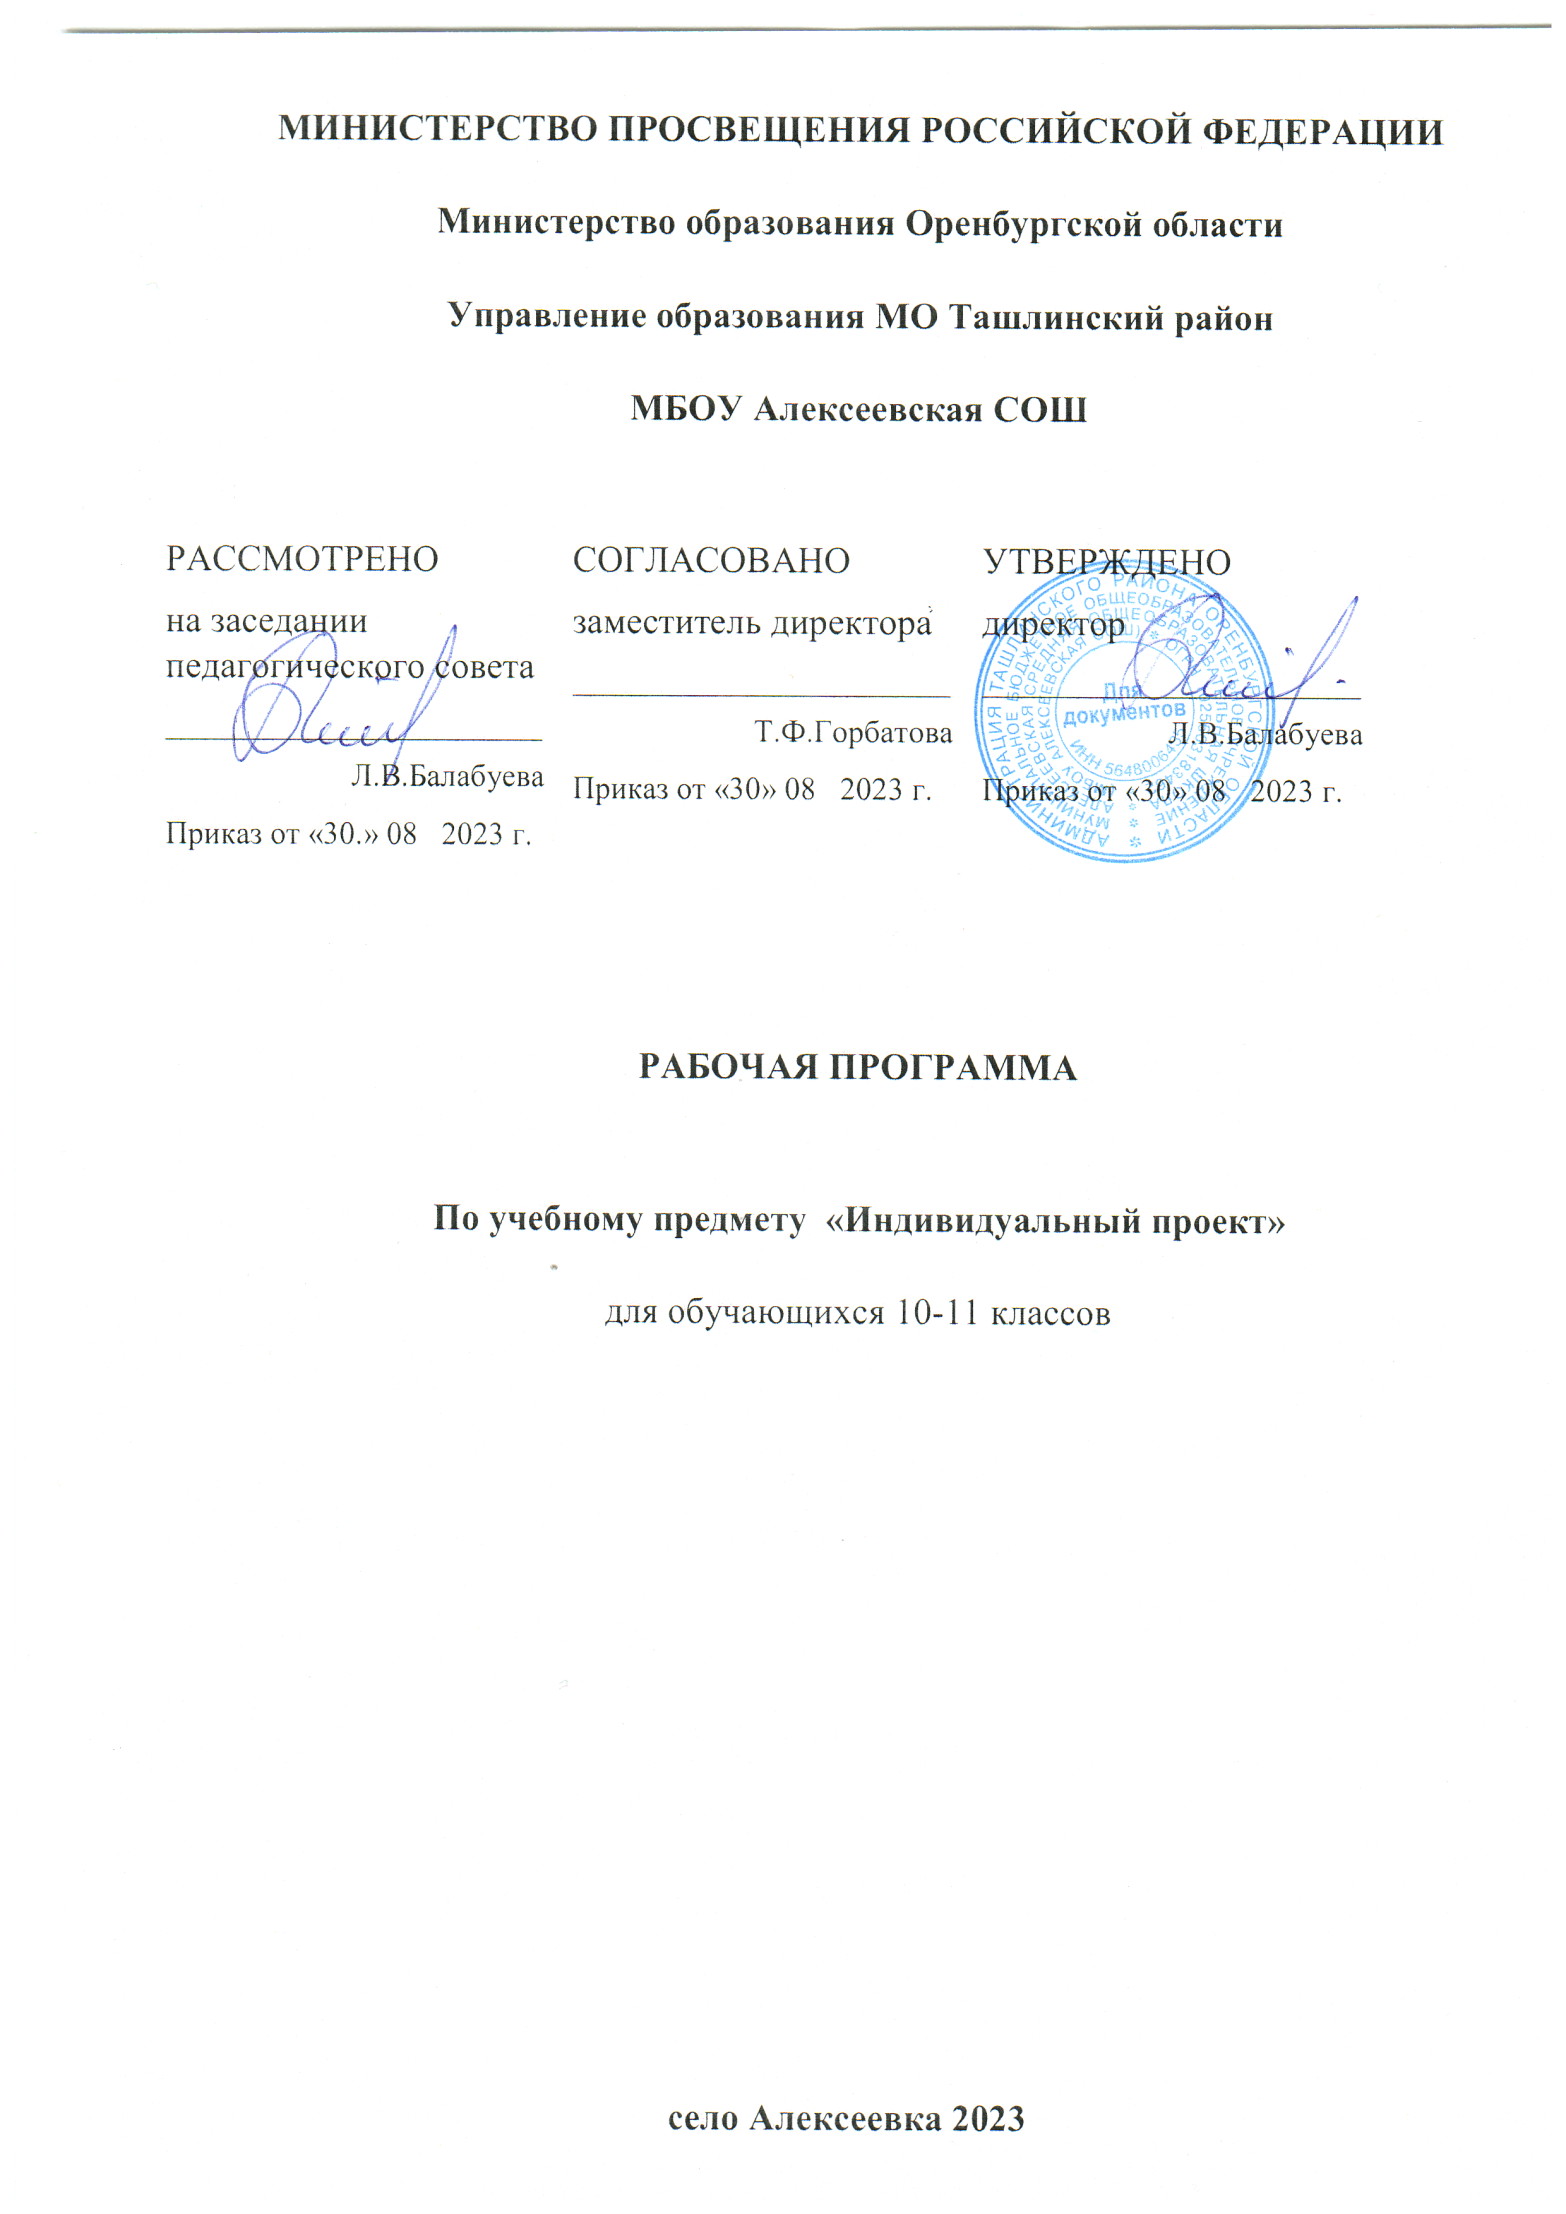 МИНИСТЕРСТВО ПРОСВЕЩЕНИЯ РОССИЙСКОЙ ФЕДЕРАЦИИ
Министерство образования Оренбургской области
Управление образования МО Ташлинский район
МБОУ Алексеевская СОШ
РАССМОТРЕНО
на заседании
педагогического совета
Л.В.Балабуева
Приказ от «30.» 08 2023 г.
СОГЛАСОВАНО
заместитель директора
Т.Ф.Горбатова
Приказ от «30» 08 2023 г.
УТВЕРЖДЕНО
директор
Л.В.Балабуева
Приказ от «30» 08 2023 г.
Для
документов
РАБОЧАЯ ПРОГРАММА
По учебному предмету «Индивидуальный проект»
для обучающихся 10-11 классов
село Алексеевка 2023